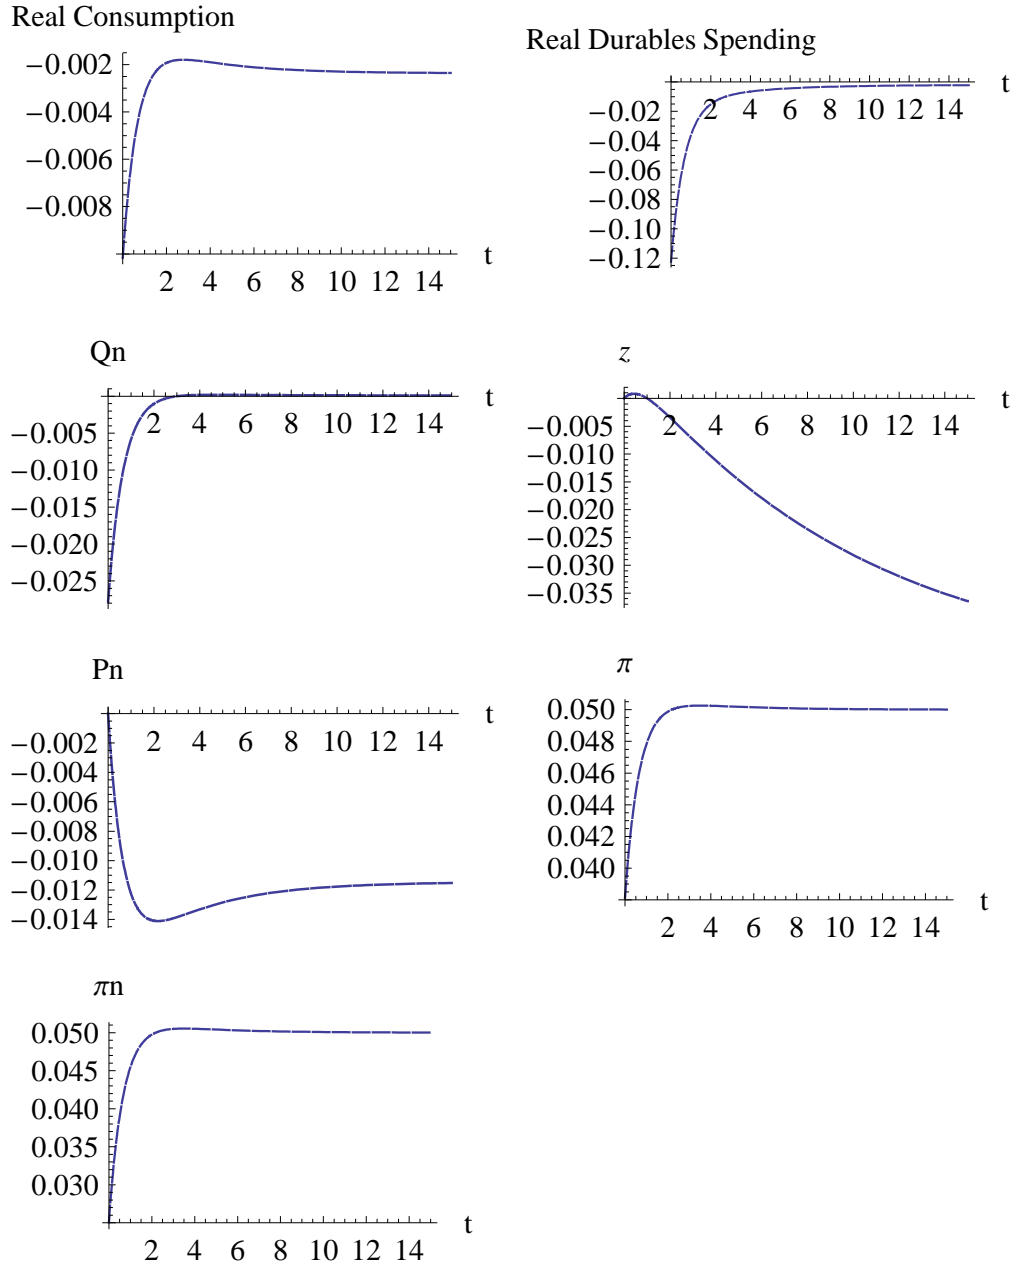 Real Consumption
−0.002
−0.004
−0.006
−0.008
2 4 6 8 10 12 14
t
Real Durables Spending
t
2 4 6 8 10 12 14
−0.02
−0.04
−0.06
−0.08
−0.10
−0.12
Qn
t
2 4 6 8 10 12 14
−0.005
−0.010
−0.015
−0.020
−0.025
z
t
2 4 6 8 10 12 14
−0.005
−0.010
−0.015
−0.020
−0.025
−0.030
−0.035
Pn
t
2 4 6 8 10 12 14
−0.002
−0.004
−0.006
−0.008
−0.010
−0.012
−0.014
π
0.050
0.048
0.046
0.044
0.042
0.040
t
2 4 6 8 10 12 14
πn
0.050
0.045
0.040
0.035
0.030
t
2 4 6 8 10 12 14